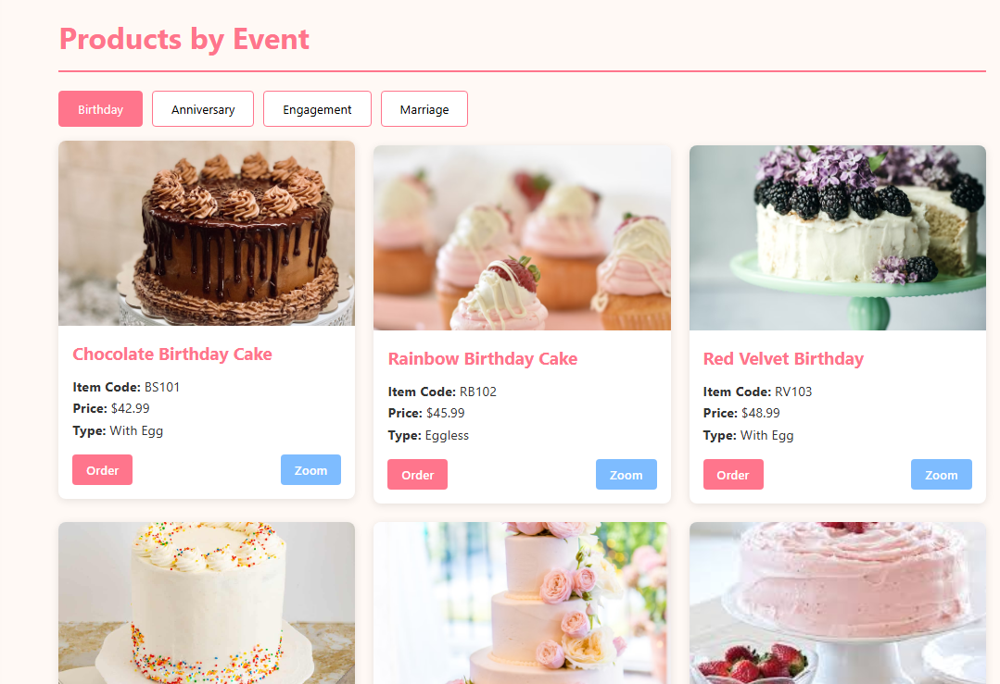 Products by Event
Birthday Anniversary Engagement Marriage
Chocolate Birthday Cake
Item Code: BS101
Price: $42.99
Type: With Egg
Order Zoom
Rainbow Birthday Cake
Item Code: RB102
Price: $45.99
Type: Eggless
Order Zoom
Red Velvet Birthday
Item Code: RV103
Price: $48.99
Type: With Egg
Order Zoom